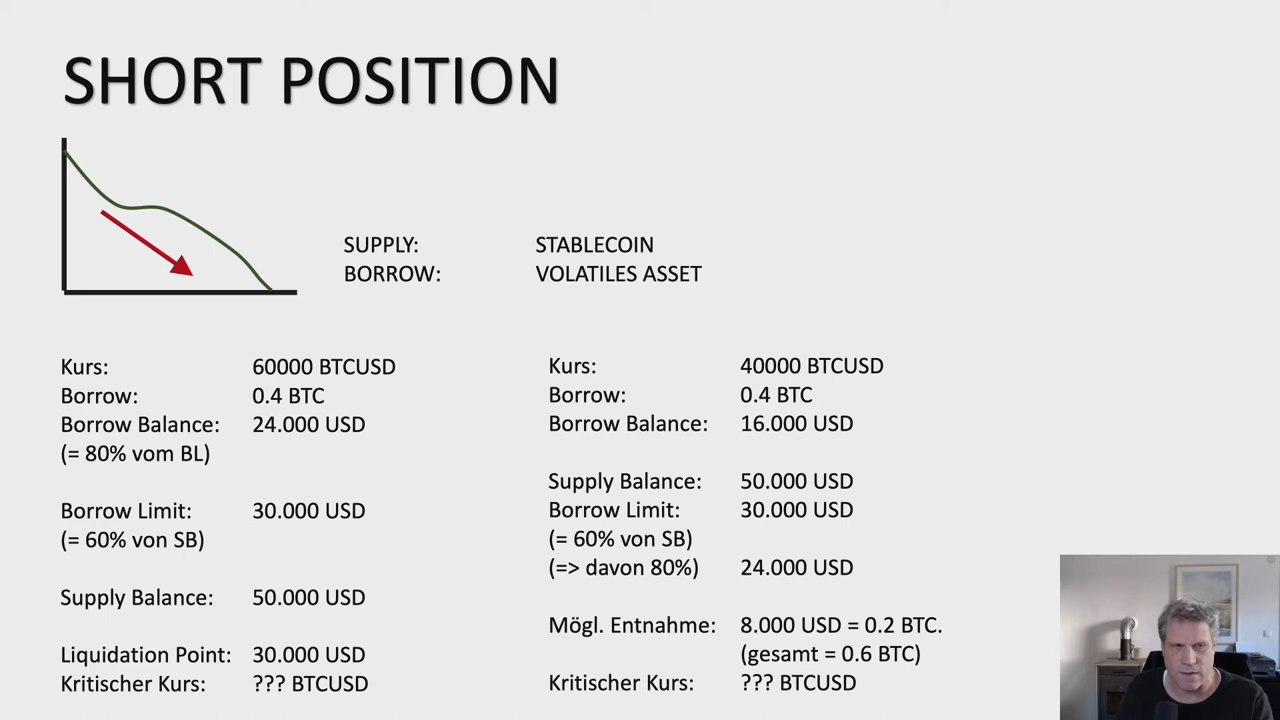 SHORT POSITION
SUPPLY: STABLECOIN
BORROW: VOLATILES ASSET
Kurs: 60000 BTCUSD
Borrow: 0.4 BTC
Borrow Balance: 24.000 USD
(= 80% vom BL)
Borrow Limit: 30.000 USD
(= 60% von SB)
Supply Balance: 50.000 USD
Liquidation Point: 30.000 USD
Kritischer Kurs: ??? BTCUSD
Kurs: 40000 BTCUSD
Borrow: 0.4 BTC
Borrow Balance: 16.000 USD
Supply Balance: 50.000 USD
Borrow Limit: 30.000 USD
(= 60% von SB)
(=> davon 80%) 24.000 USD
Mögl. Entnahme: 8.000 USD = 0.2 BTC.
(gesamt = 0.6 BTC)
Kritischer Kurs: ??? BTCUSD